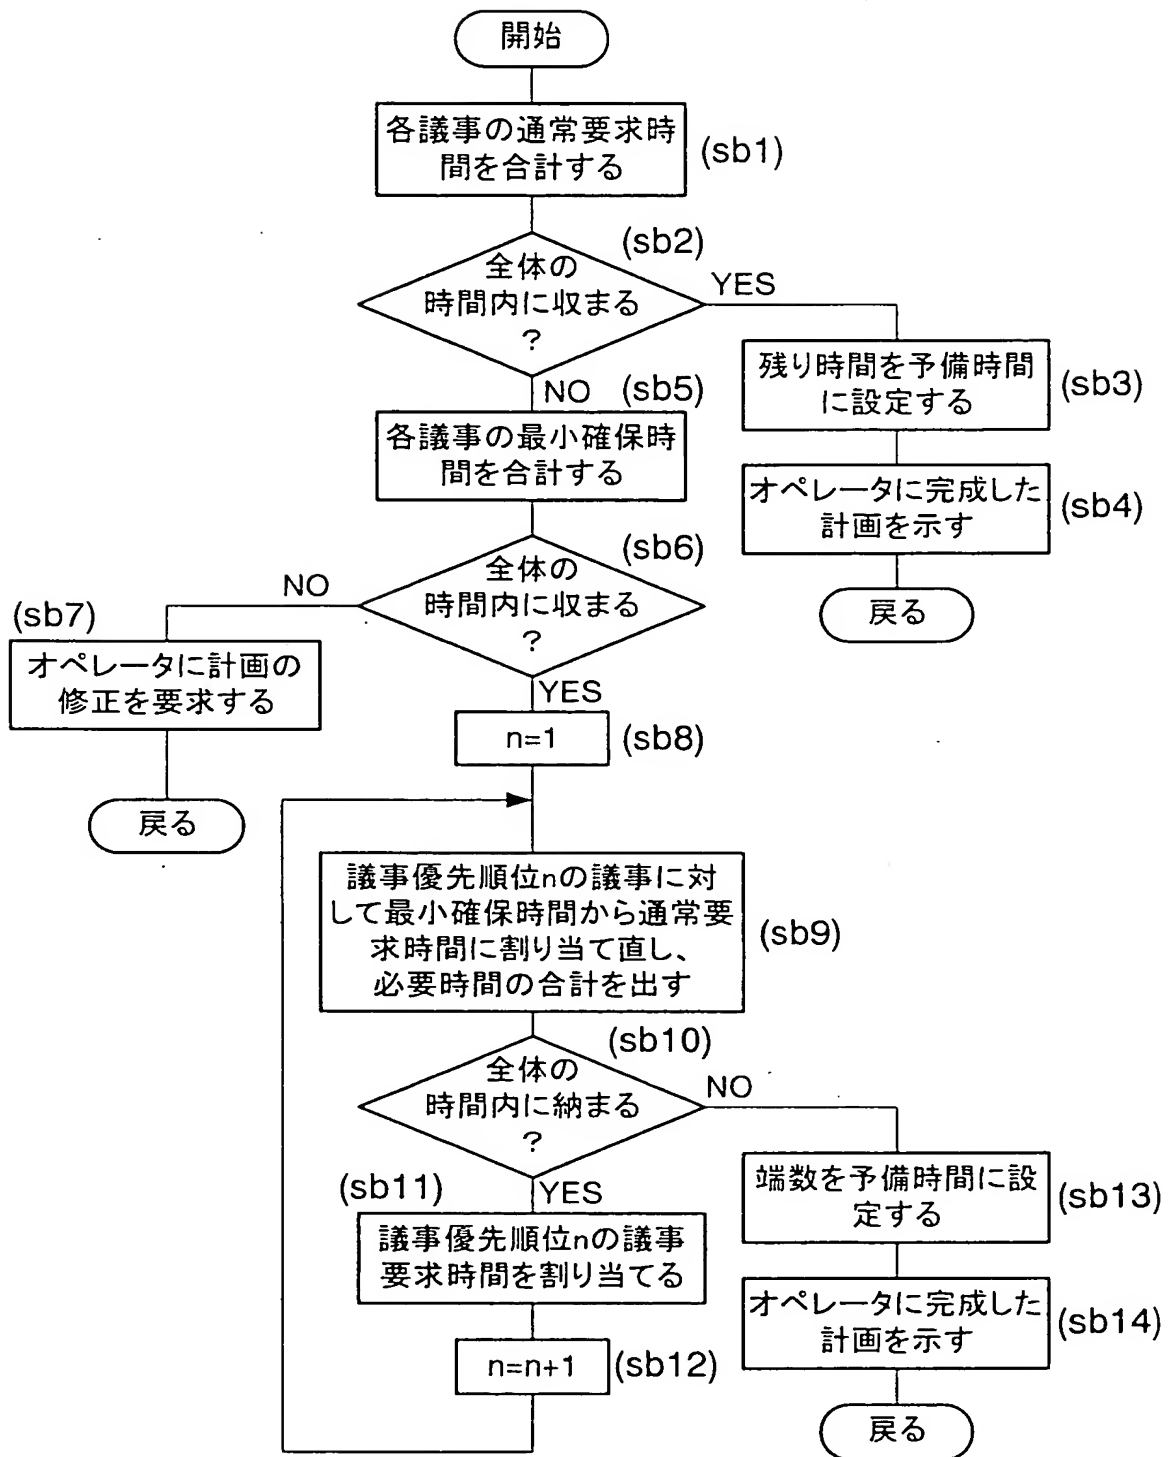 開始
各議事の通常要求時
間を合計する
(sb1)
(sb2)
全体の
時間内に収まる
?
YES
残り時間を予備時間
に設定する
(sb3)
オペレータに完成した
計画を示す
(sb4)
戻る
NO
(sb5)
各議事の最小確保時
間を合計する
(sb6)
全体の
時間内に収まる
?
NO
(sb7)
オペレータに計画の
修正を要求する
戻る
YES
n=1
(sb8)
議事優先順位nの議事に対
して最小確保時間から通常要
求時間に割り当て直し、
必要時間の合計を出す
(sb9)
(sb10)
全体の
時間内に納まる
?
NO
YES
(sb11)
議事優先順位nの議事
要求時間を割り当てる
n=n+1
(sb12)
端数を予備時間に設
定する
(sb13)
オペレータに完成した
計画を示す
(sb14)
戻る